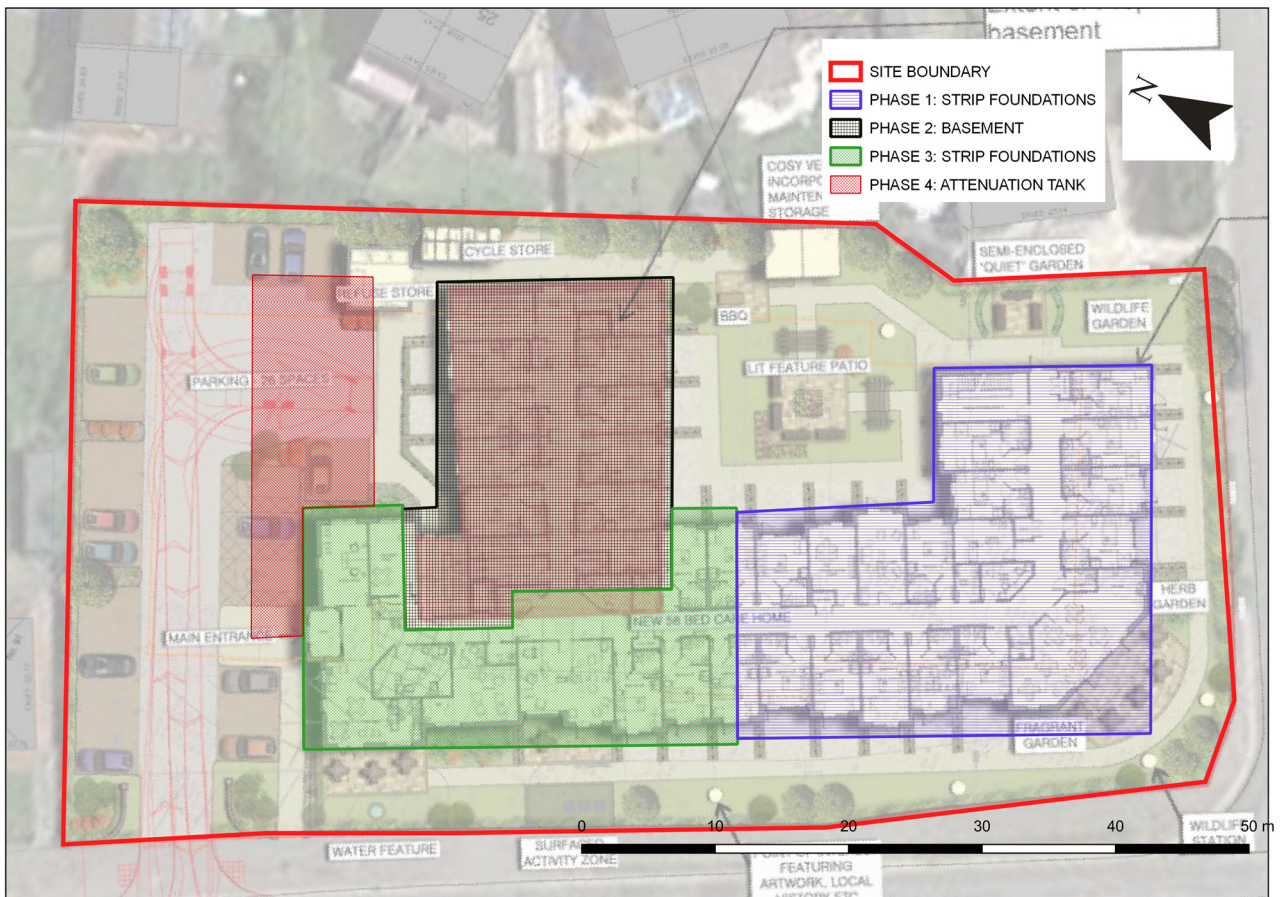 basement
SITE BOUNDARY
PHASE 1: STRIP FOUNDATIONS
PHASE 2: BASEMENT
PHASE 3: STRIP FOUNDATIONS
PHASE 4: ATTENUATION TANK
N
25
COSY
STORAGE
CYCLE STORE
SEMI-ENCLOSED
'QUIET' GARDEN
REFUSE STORE
BBQ
WILDLIFE
GARDEN
PARKING - 26 SPACES
LIT FEATURE PATIO
HERB
GARDEN
NEW 58 BED CARE HOME
MAIN ENTRANCE
FRAGRANT
GARDEN
0 10 20 30 40 50 m
WILDLIFE
STATION
WATER FEATURE
SURFACED
ACTIVITY ZONE
FEATURING
ARTWORK, LOCAL
HISTORY ETC